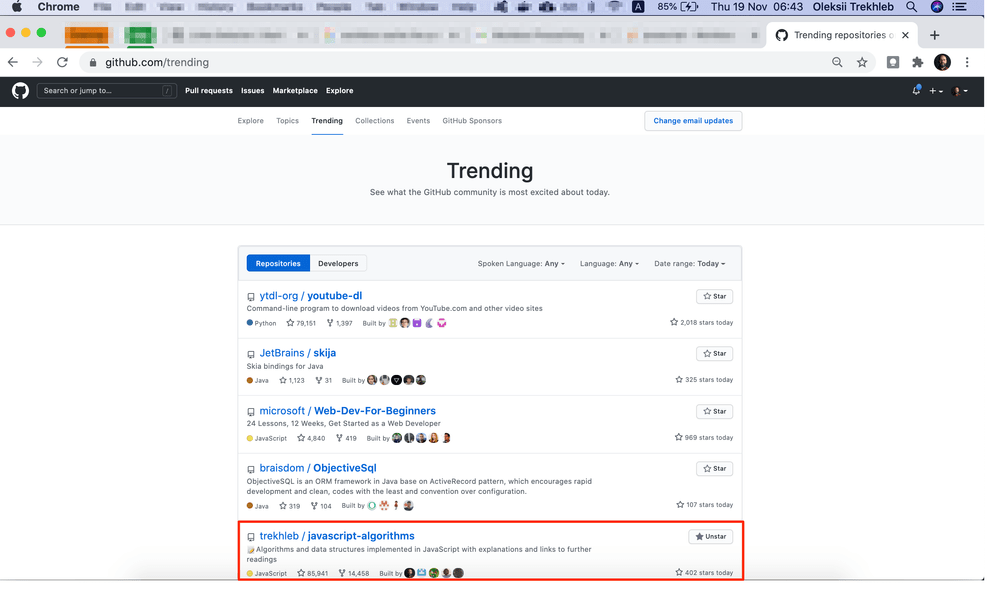 Chrome
A
85%
Thu 19 Nov 06:43
Oleksii Trekhleb
Trending repositories o
github.com/trending
Search or jump to...
/
Pull requests Issues Marketplace Explore
Explore Topics Trending Collections Events GitHub Sponsors
Change email updates
Trending
See what the GitHub community is most excited about today.
Repositories Developers
Spoken Language: Any Language: Any Date range: Today
ytdl-org / youtube-dl
Star
Command-line program to download videos from YouTube.com and other video sites
Python 79,151 1,397 Built by 2,018 stars today
JetBrains / skija
Star
Skia bindings for Java
Java 1,123 31 Built by 325 stars today
microsoft / Web-Dev-For-Beginners
Star
24 Lessons, 12 Weeks, Get Started as a Web Developer
JavaScript 4,840 419 Built by 969 stars today
braisdom / ObjectiveSql
Star
ObjectiveSQL is an ORM framework in Java base on ActiveRecord pattern, which encourages rapid
development and clean, codes with the least and convention over configuration.
Java 319 104 Built by 107 stars today
trekhleb / javascript-algorithms
Unstar
Algorithms and data structures implemented in JavaScript with explanations and links to further
readings
JavaScript 85,941 14,458 Built by 402 stars today